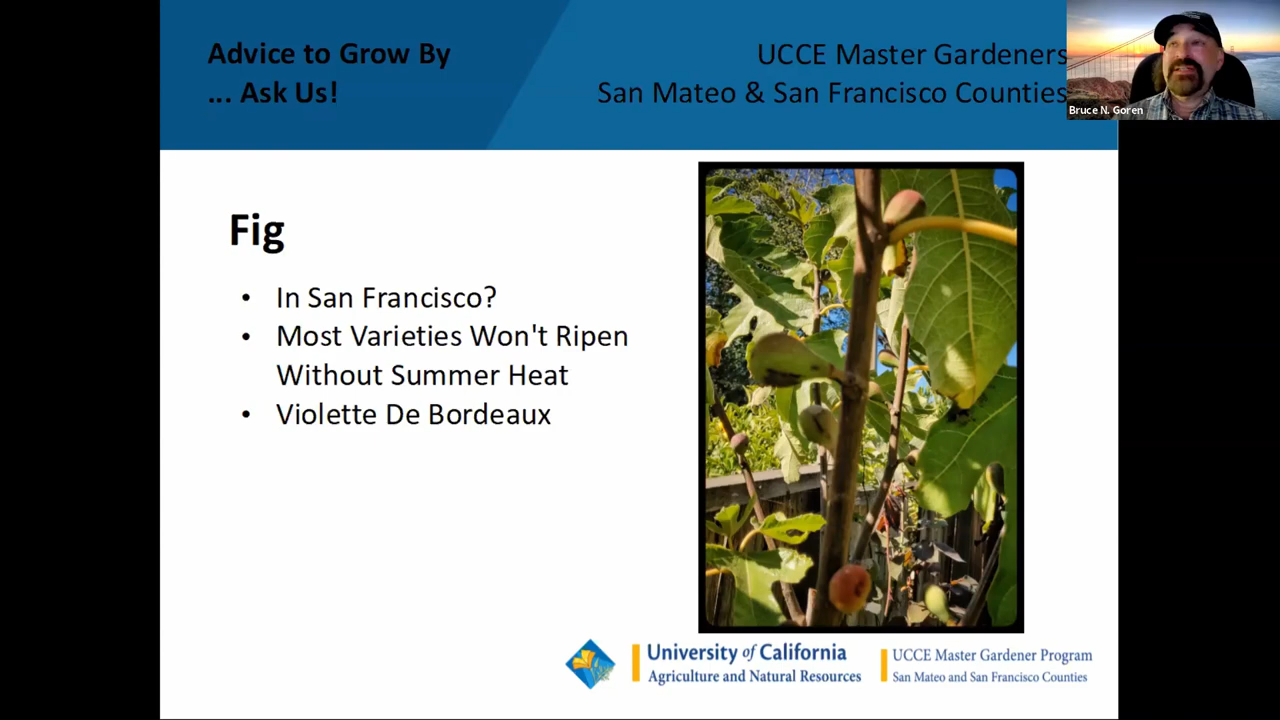 Advice to Grow By
... Ask Us!
UCCE Master Gardeners
San Mateo & San Francisco Counties
Bruce N. Goren
Fig
• In San Francisco?
• Most Varieties Won't Ripen
Without Summer Heat
• Violette De Bordeaux
University of California
Agriculture and Natural Resources
UCCE Master Gardener Program
San Mateo and San Francisco Counties